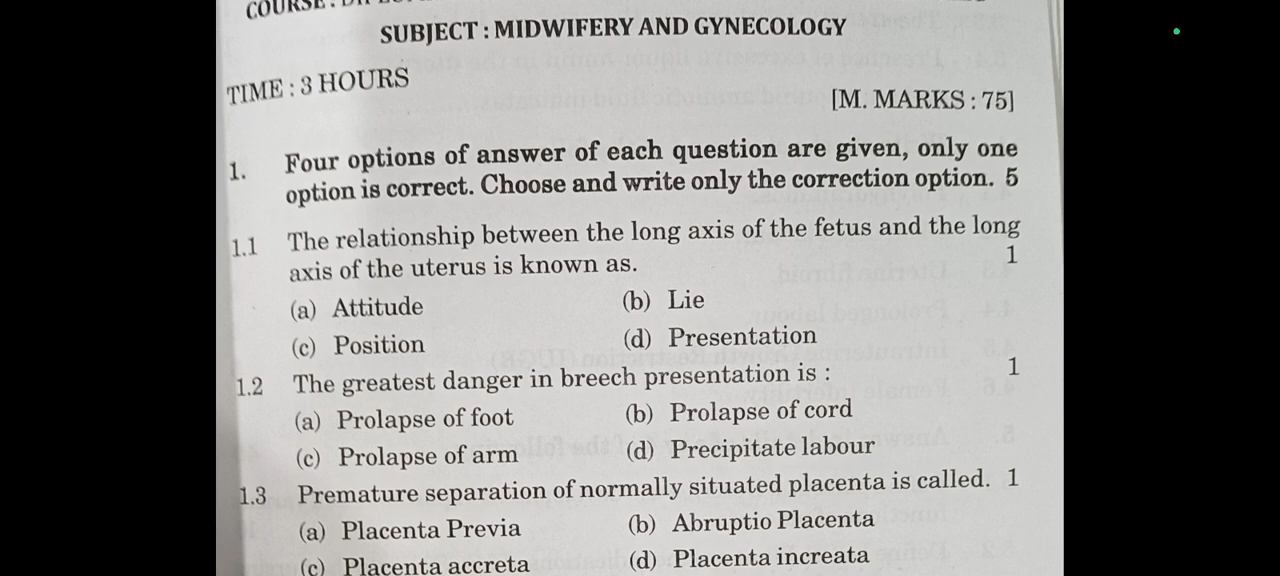 COURSE :
SUBJECT : MIDWIFERY AND GYNECOLOGY
TIME : 3 HOURS
[M. MARKS : 75]
1. Four options of answer of each question are given, only one
option is correct. Choose and write only the correction option. 5
1.1 The relationship between the long axis of the fetus and the long
axis of the uterus is known as. 1
(a) Attitude (b) Lie
(c) Position (d) Presentation
1.2 The greatest danger in breech presentation is : 1
(a) Prolapse of foot (b) Prolapse of cord
(c) Prolapse of arm (d) Precipitate labour
1.3 Premature separation of normally situated placenta is called. 1
(a) Placenta Previa (b) Abruptio Placenta
(c) Placenta accreta (d) Placenta increata